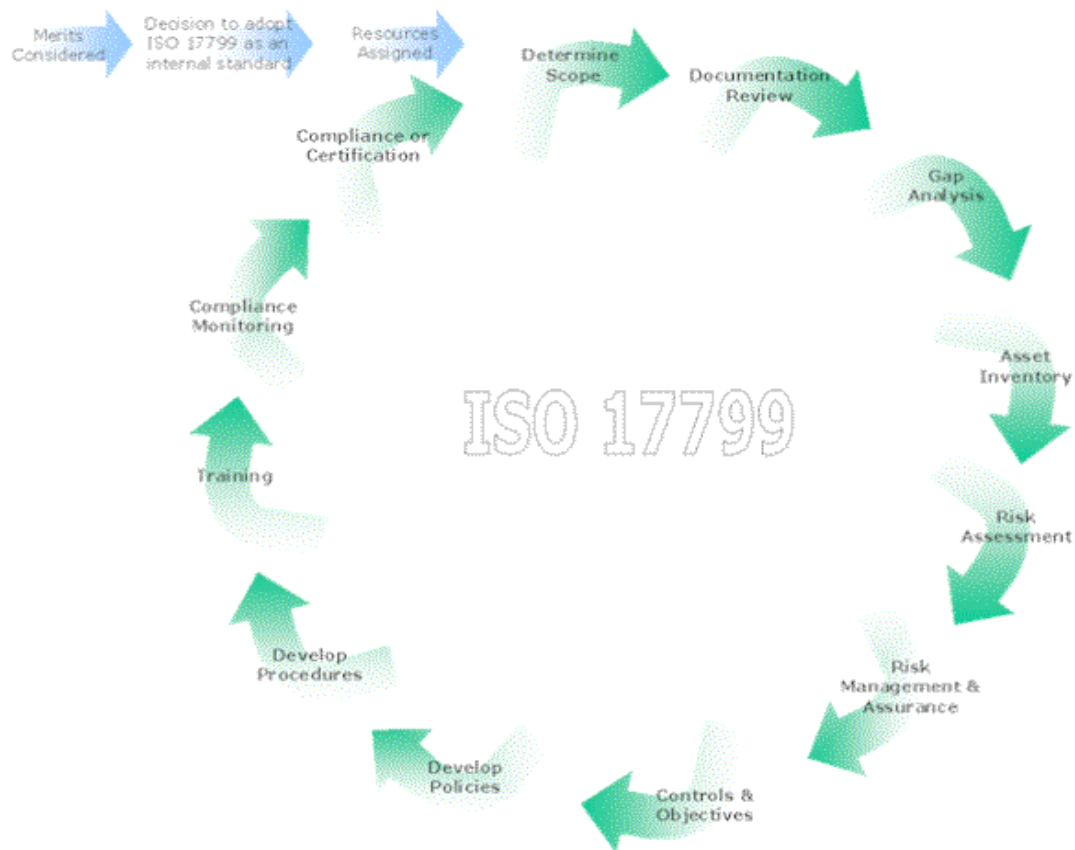 Merits
Considered
Decision to adopt
ISO 17799 as an
internal standard
Resources
Assigned
Determine
Scope
Documentation
Review
Gap
Analysis
Asset
Inventory
Risk
Assessment
Risk
Management &
Assurance
Controls &
Objectives
Develop
Policies
Develop
Procedures
Training
Compliance
Monitoring
Compliance or
Certification
ISO 17799